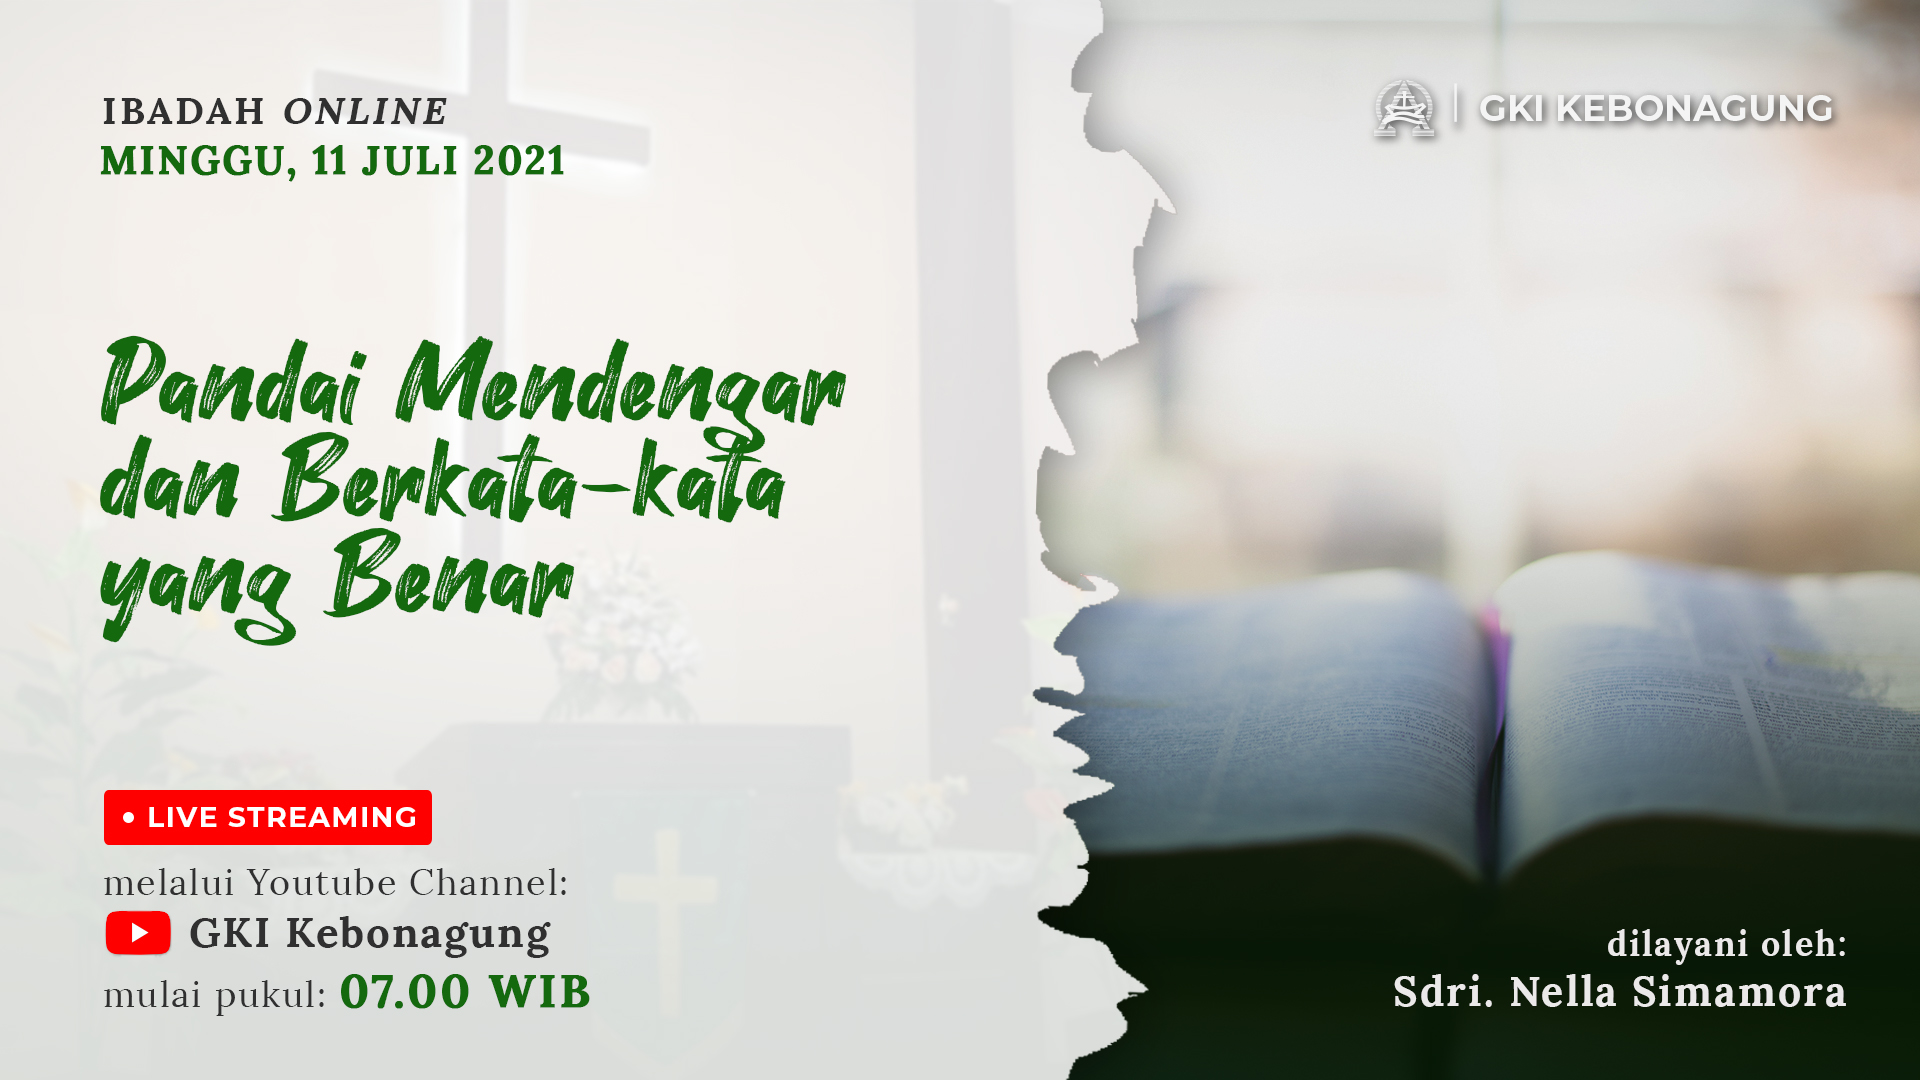 IBADAH ONLINE
MINGGU, 11 JULI 2021
GKI KEBONAGUNG
Pandai Mendengar
dan Berkata-kata
yang Benar
LIVE STREAMING
melalui Youtube Channel:
GKI Kebonagung
mulai pukul: 07.00 WIB
dilayani oleh:
Sdri. Nella Simamora